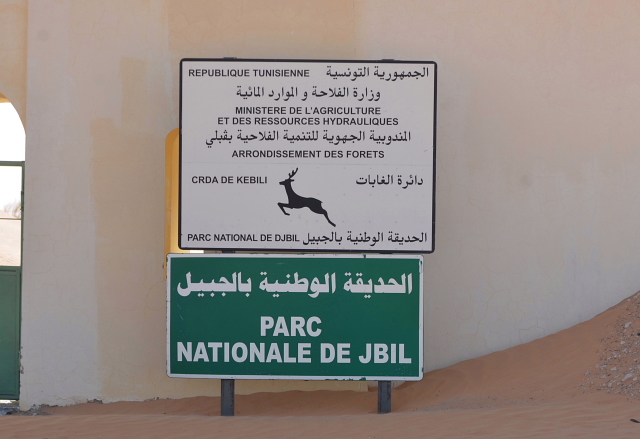 REPUBLIQUE TUNISIENNE الجمهورية التونسية
وزارة الفلاحة و الموارد المائية
MINISTERE DE L'AGRICULTURE
ET DES RESSOURCES HYDRAULIQUES
المندوبية الجهوية للتنمية الفلاحية بڤبلي
ARRONDISSEMENT DES FORETS
CRDA DE KEBILI دائرة الغابات
PARC NATIONAL DE DJBIL الحديقة الوطنية بالجبيل
الحديقة الوطنية بالجبيل
PARC
NATIONALE DE JBIL